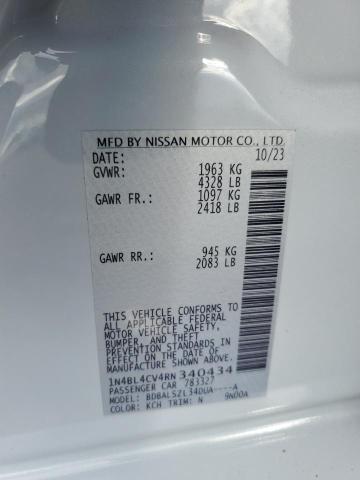 MFD BY NISSAN MOTOR CO., LTD.
DATE: 10/23
GVWR: 1963 KG
4328 LB
GAWR FR.: 1097 KG
2418 LB
GAWR RR.: 945 KG
2083 LB
THIS VEHICLE CONFORMS TO
ALL APPLICABLE FEDERAL
MOTOR VEHICLE SAFETY,
BUMPER, AND THEFT
PREVENTION STANDARDS
IN EFFECT ON THE DATE OF
MANUFACTURE SHOWN ABOVE.
1N4BL4CV4RN340434
PASSENGER CAR 783327
MODEL: BDBALSZL34DUA----A
COLOR: KCH TRIM: N 9N00A